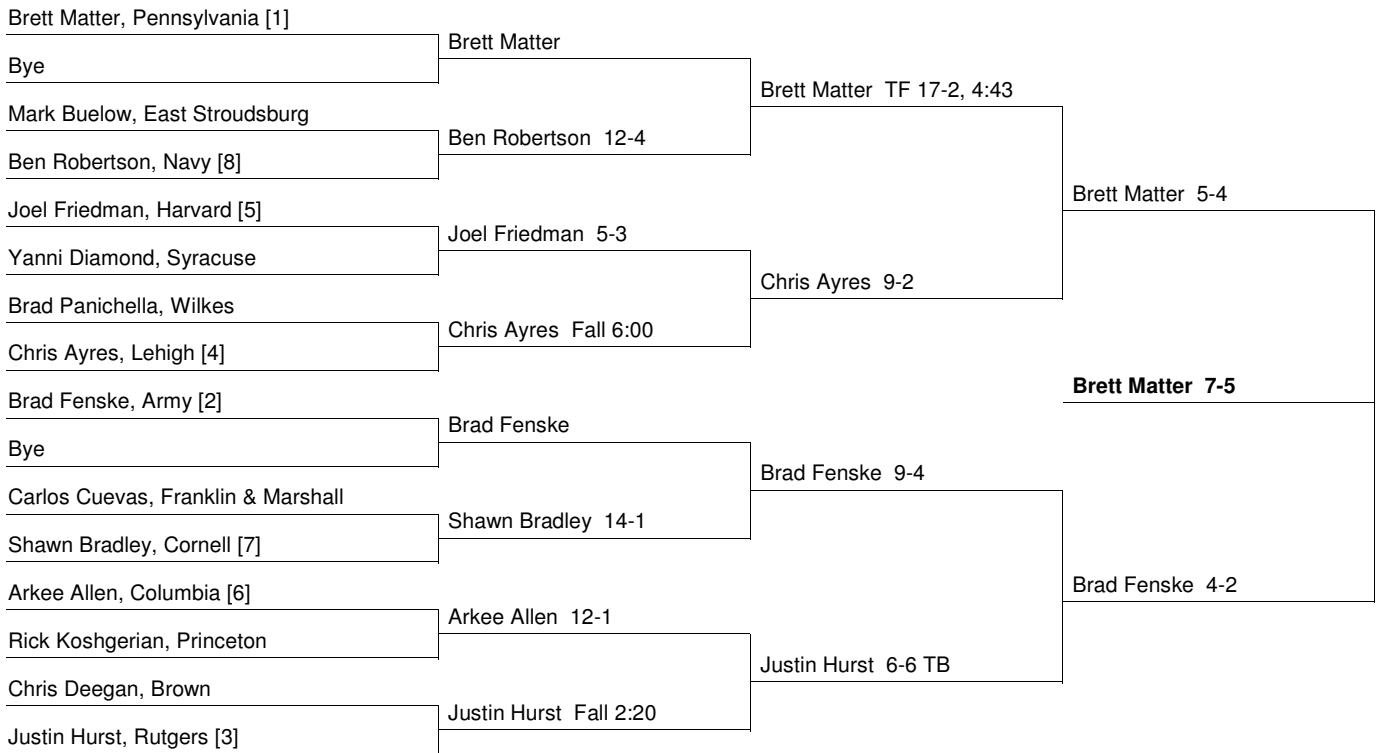 Brett Matter, Pennsylvania [1]
Bye
Mark Buelow, East Stroudsburg
Ben Robertson, Navy [8]
Joel Friedman, Harvard [5]
Yanni Diamond, Syracuse
Brad Panichella, Wilkes
Chris Ayres, Lehigh [4]
Brad Fenske, Army [2]
Bye
Carlos Cuevas, Franklin & Marshall
Shawn Bradley, Cornell [7]
Arkee Allen, Columbia [6]
Rick Koshgerian, Princeton
Chris Deegan, Brown
Justin Hurst, Rutgers [3]
Brett Matter
Ben Robertson 12-4
Joel Friedman 5-3
Chris Ayres Fall 6:00
Brad Fenske
Shawn Bradley 14-1
Arkee Allen 12-1
Justin Hurst Fall 2:20
Brett Matter TF 17-2, 4:43
Chris Ayres 9-2
Brad Fenske 9-4
Justin Hurst 6-6 TB
Brett Matter 5-4
Brett Matter 7-5
Brad Fenske 4-2